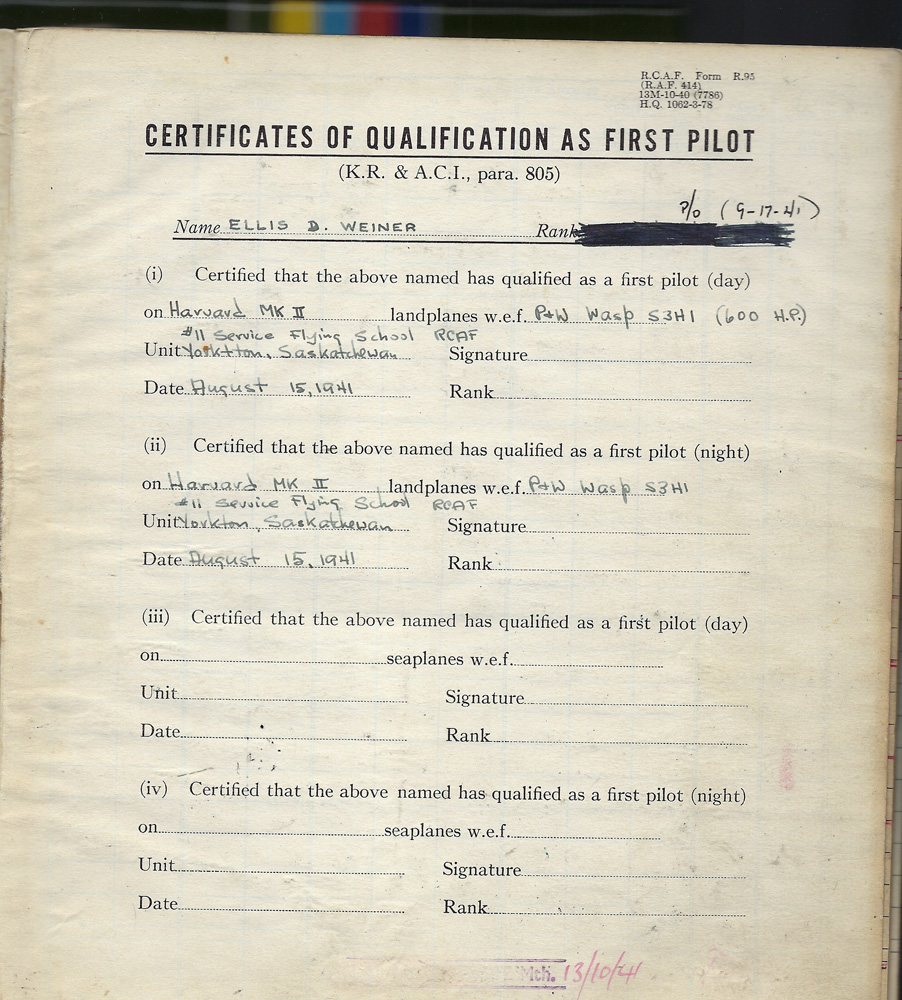 R.C.A.F. Form R.95
(R.A.F. 414)
13M-10-40 (7786)
H.Q. 1062-3-78
CERTIFICATES OF QUALIFICATION AS FIRST PILOT
(K.R. & A.C.I., para. 805)
P/O (9-17-41)
Name ELLIS D. WEINER Rank
(i) Certified that the above named has qualified as a first pilot (day)
on Harvard MK II landplanes w.e.f. P+W Wasp S3H1 (600 H.P.)
#11 Service Flying School RCAF
Unit Yorktton, Saskatchewan Signature
Date August 15, 1941 Rank
(ii) Certified that the above named has qualified as a first pilot (night)
on Harvard MK II landplanes w.e.f. P+W Wasp S3H1
#11 Service Flying School RCAF
Unit Yorkton, Saskatchewan Signature
Date August 15, 1941 Rank
(iii) Certified that the above named has qualified as a first pilot (day)
on seaplanes w.e.f.
Unit Signature
Date Rank
(iv) Certified that the above named has qualified as a first pilot (night)
on seaplanes w.e.f.
Unit Signature
Date Rank
Mch. 13/10/41